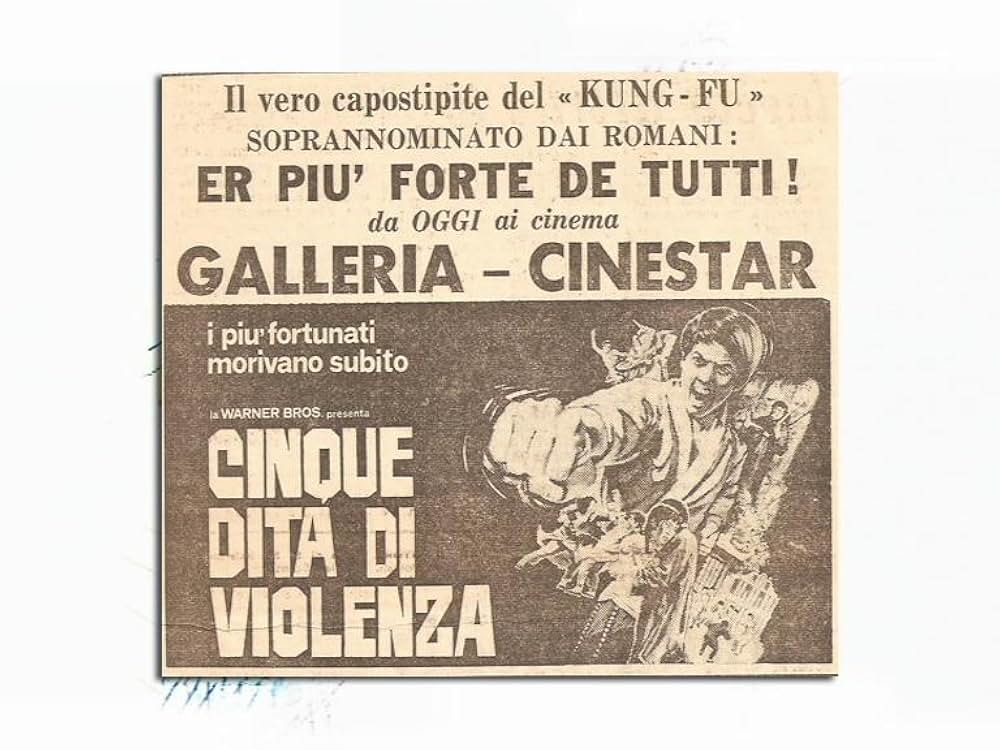 Il vero capostipite del « KUNG-FU »
SOPRANNOMINATO DAI ROMANI :
ER PIU' FORTE DE TUTTI !
da OGGI ai cinema
GALLERIA – CINESTAR
i piu' fortunati
morivano subito
la WARNER BROS. presenta
CINQUE
DITA DI
VIOLENZA